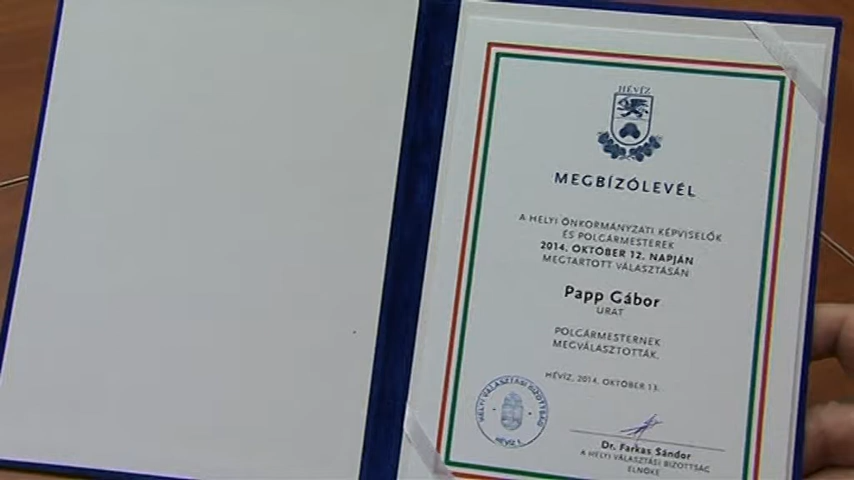 HÉVÍZ
MEGBÍZÓLEVÉL
A HELYI ÖNKORMÁNYZATI KÉPVISELŐK
ÉS POLGÁRMESTEREK
2014. OKTÓBER 12. NAPJÁN
MEGTARTOTT VÁLASZTÁSÁN
Papp Gábor
URAT
POLGÁRMESTERNEK
MEGVÁLASZTOTTÁK.
HÉVÍZ, 2014. OKTÓBER 13.
HELYI VÁLASZTÁSI BIZOTTSÁG
HÉVÍZ
Dr. Farkas Sándor
A HELYI VÁLASZTÁSI BIZOTTSÁG
ELNÖKE